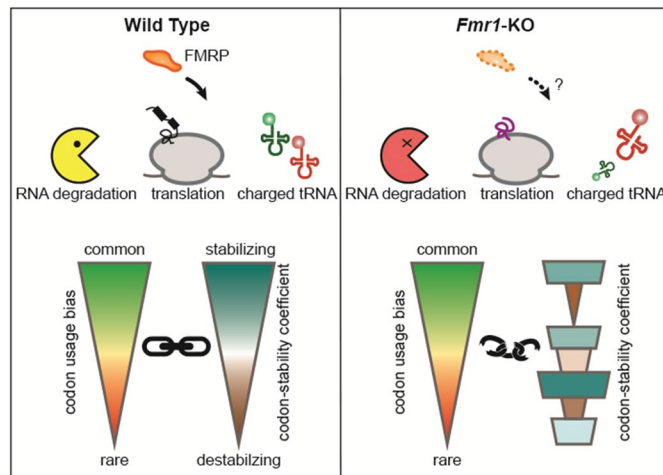 Wild Type
FMRP
RNA degradation translation charged tRNA
common stabilizing
codon usage bias
codon-stability coefficient
rare destabilzing
Fmr1-KO
?
RNA degradation translation charged tRNA
common
codon usage bias
codon-stability coefficient
rare